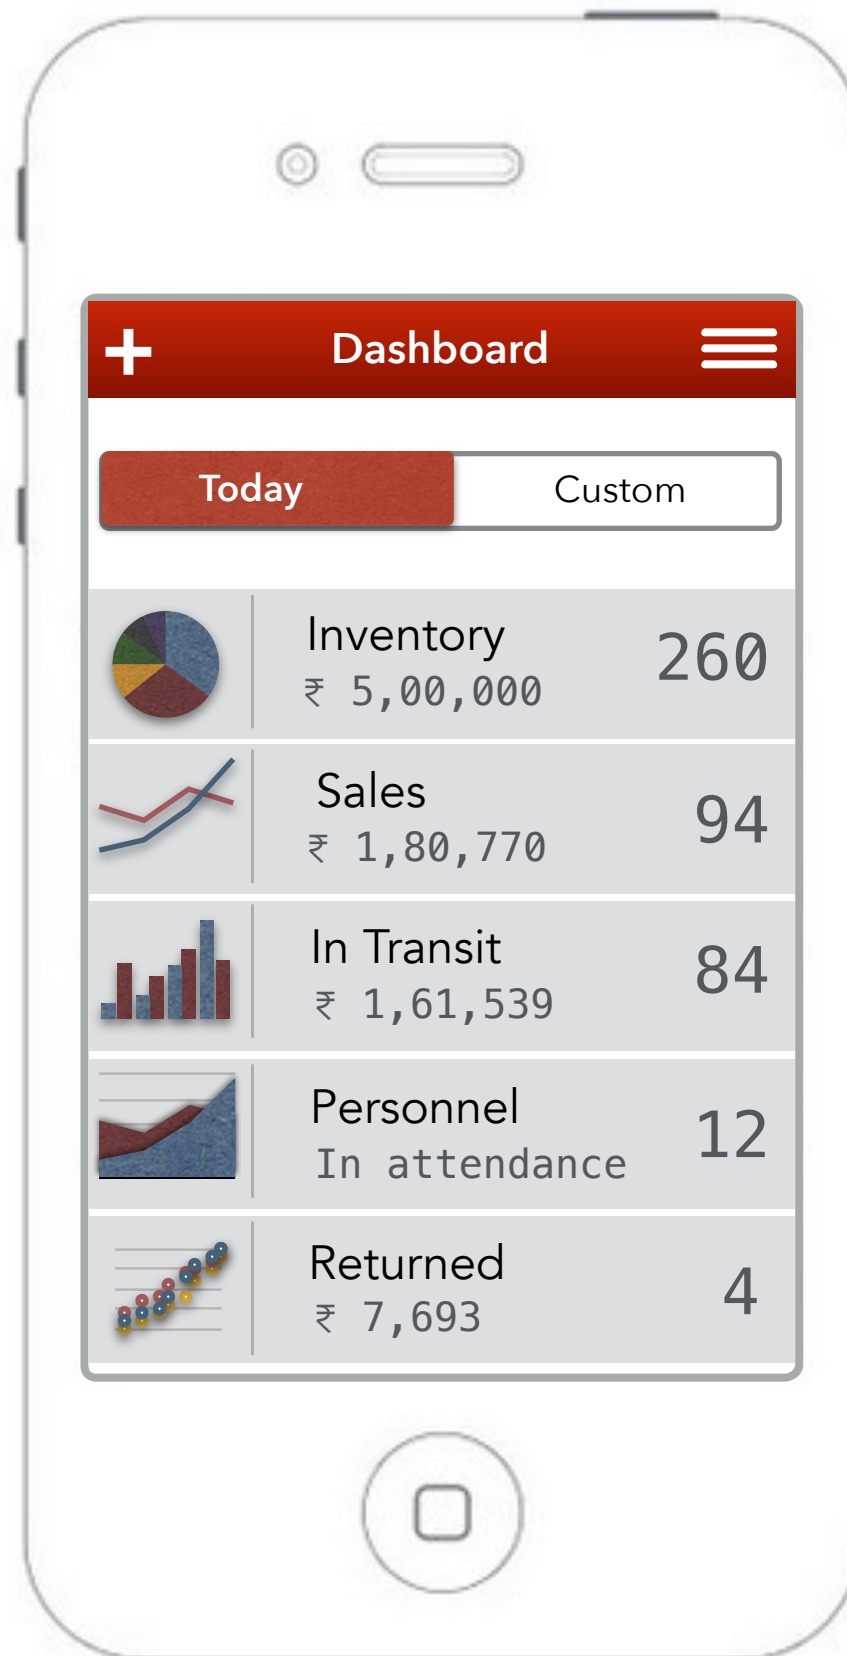 Dashboard
Today
Custom
Inventory
260
₹ 5,00,000
Sales
94
₹ 1,80,770
In Transit
84
₹ 1,61,539
Personnel
12
In attendance
Returned
4
₹ 7,693